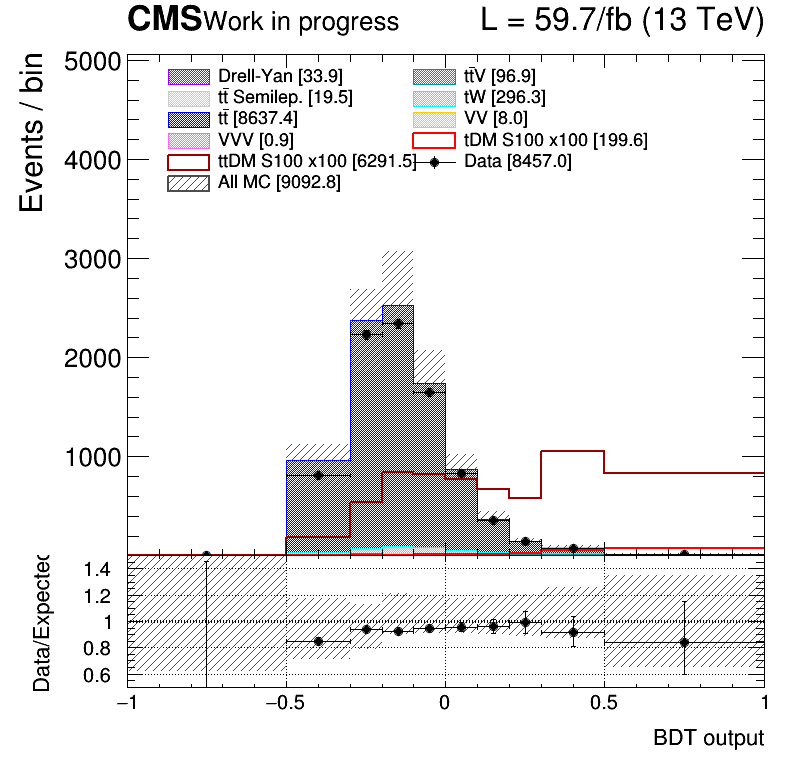 CMS Work in progress L = 59.7/fb (13 TeV)
Events / bin
5000
4000
3000
2000
1000
Drell-Yan [33.9] tt̄V [96.9]
tt̄ Semilep. [19.5] tW [296.3]
tt̄ [8637.4] VV [8.0]
VVV [0.9] tDM S100 x100 [199.6]
ttDM S100 x100 [6291.5] Data [8457.0]
All MC [9092.8]
Data/Expected
1.4
1.2
1
0.8
0.6
−1 −0.5 0 0.5 1
BDT output